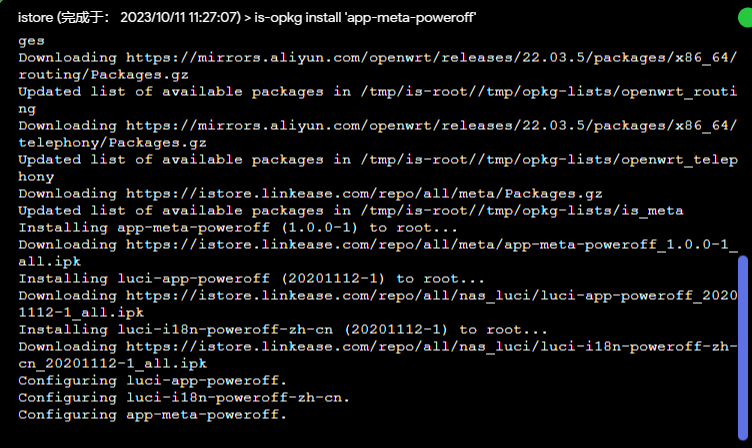 istore (完成于： 2023/10/11 11:27:07) > is-opkg install 'app-meta-poweroff'
ges
Downloading https://mirrors.aliyun.com/openwrt/releases/22.03.5/packages/x86_64/
routing/Packages.gz
Updated list of available packages in /tmp/is-root//tmp/opkg-lists/openwrt_routi
ng
Downloading https://mirrors.aliyun.com/openwrt/releases/22.03.5/packages/x86_64/
telephony/Packages.gz
Updated list of available packages in /tmp/is-root//tmp/opkg-lists/openwrt_telep
hony
Downloading https://istore.linkease.com/repo/all/meta/Packages.gz
Updated list of available packages in /tmp/is-root//tmp/opkg-lists/is_meta
Installing app-meta-poweroff (1.0.0-1) to root...
Downloading https://istore.linkease.com/repo/all/meta/app-meta-poweroff_1.0.0-1_
all.ipk
Installing luci-app-poweroff (20201112-1) to root...
Downloading https://istore.linkease.com/repo/all/nas_luci/luci-app-poweroff_2020
1112-1_all.ipk
Installing luci-i18n-poweroff-zh-cn (20201112-1) to root...
Downloading https://istore.linkease.com/repo/all/nas_luci/luci-i18n-poweroff-zh-
cn_20201112-1_all.ipk
Configuring luci-app-poweroff.
Configuring luci-i18n-poweroff-zh-cn.
Configuring app-meta-poweroff.